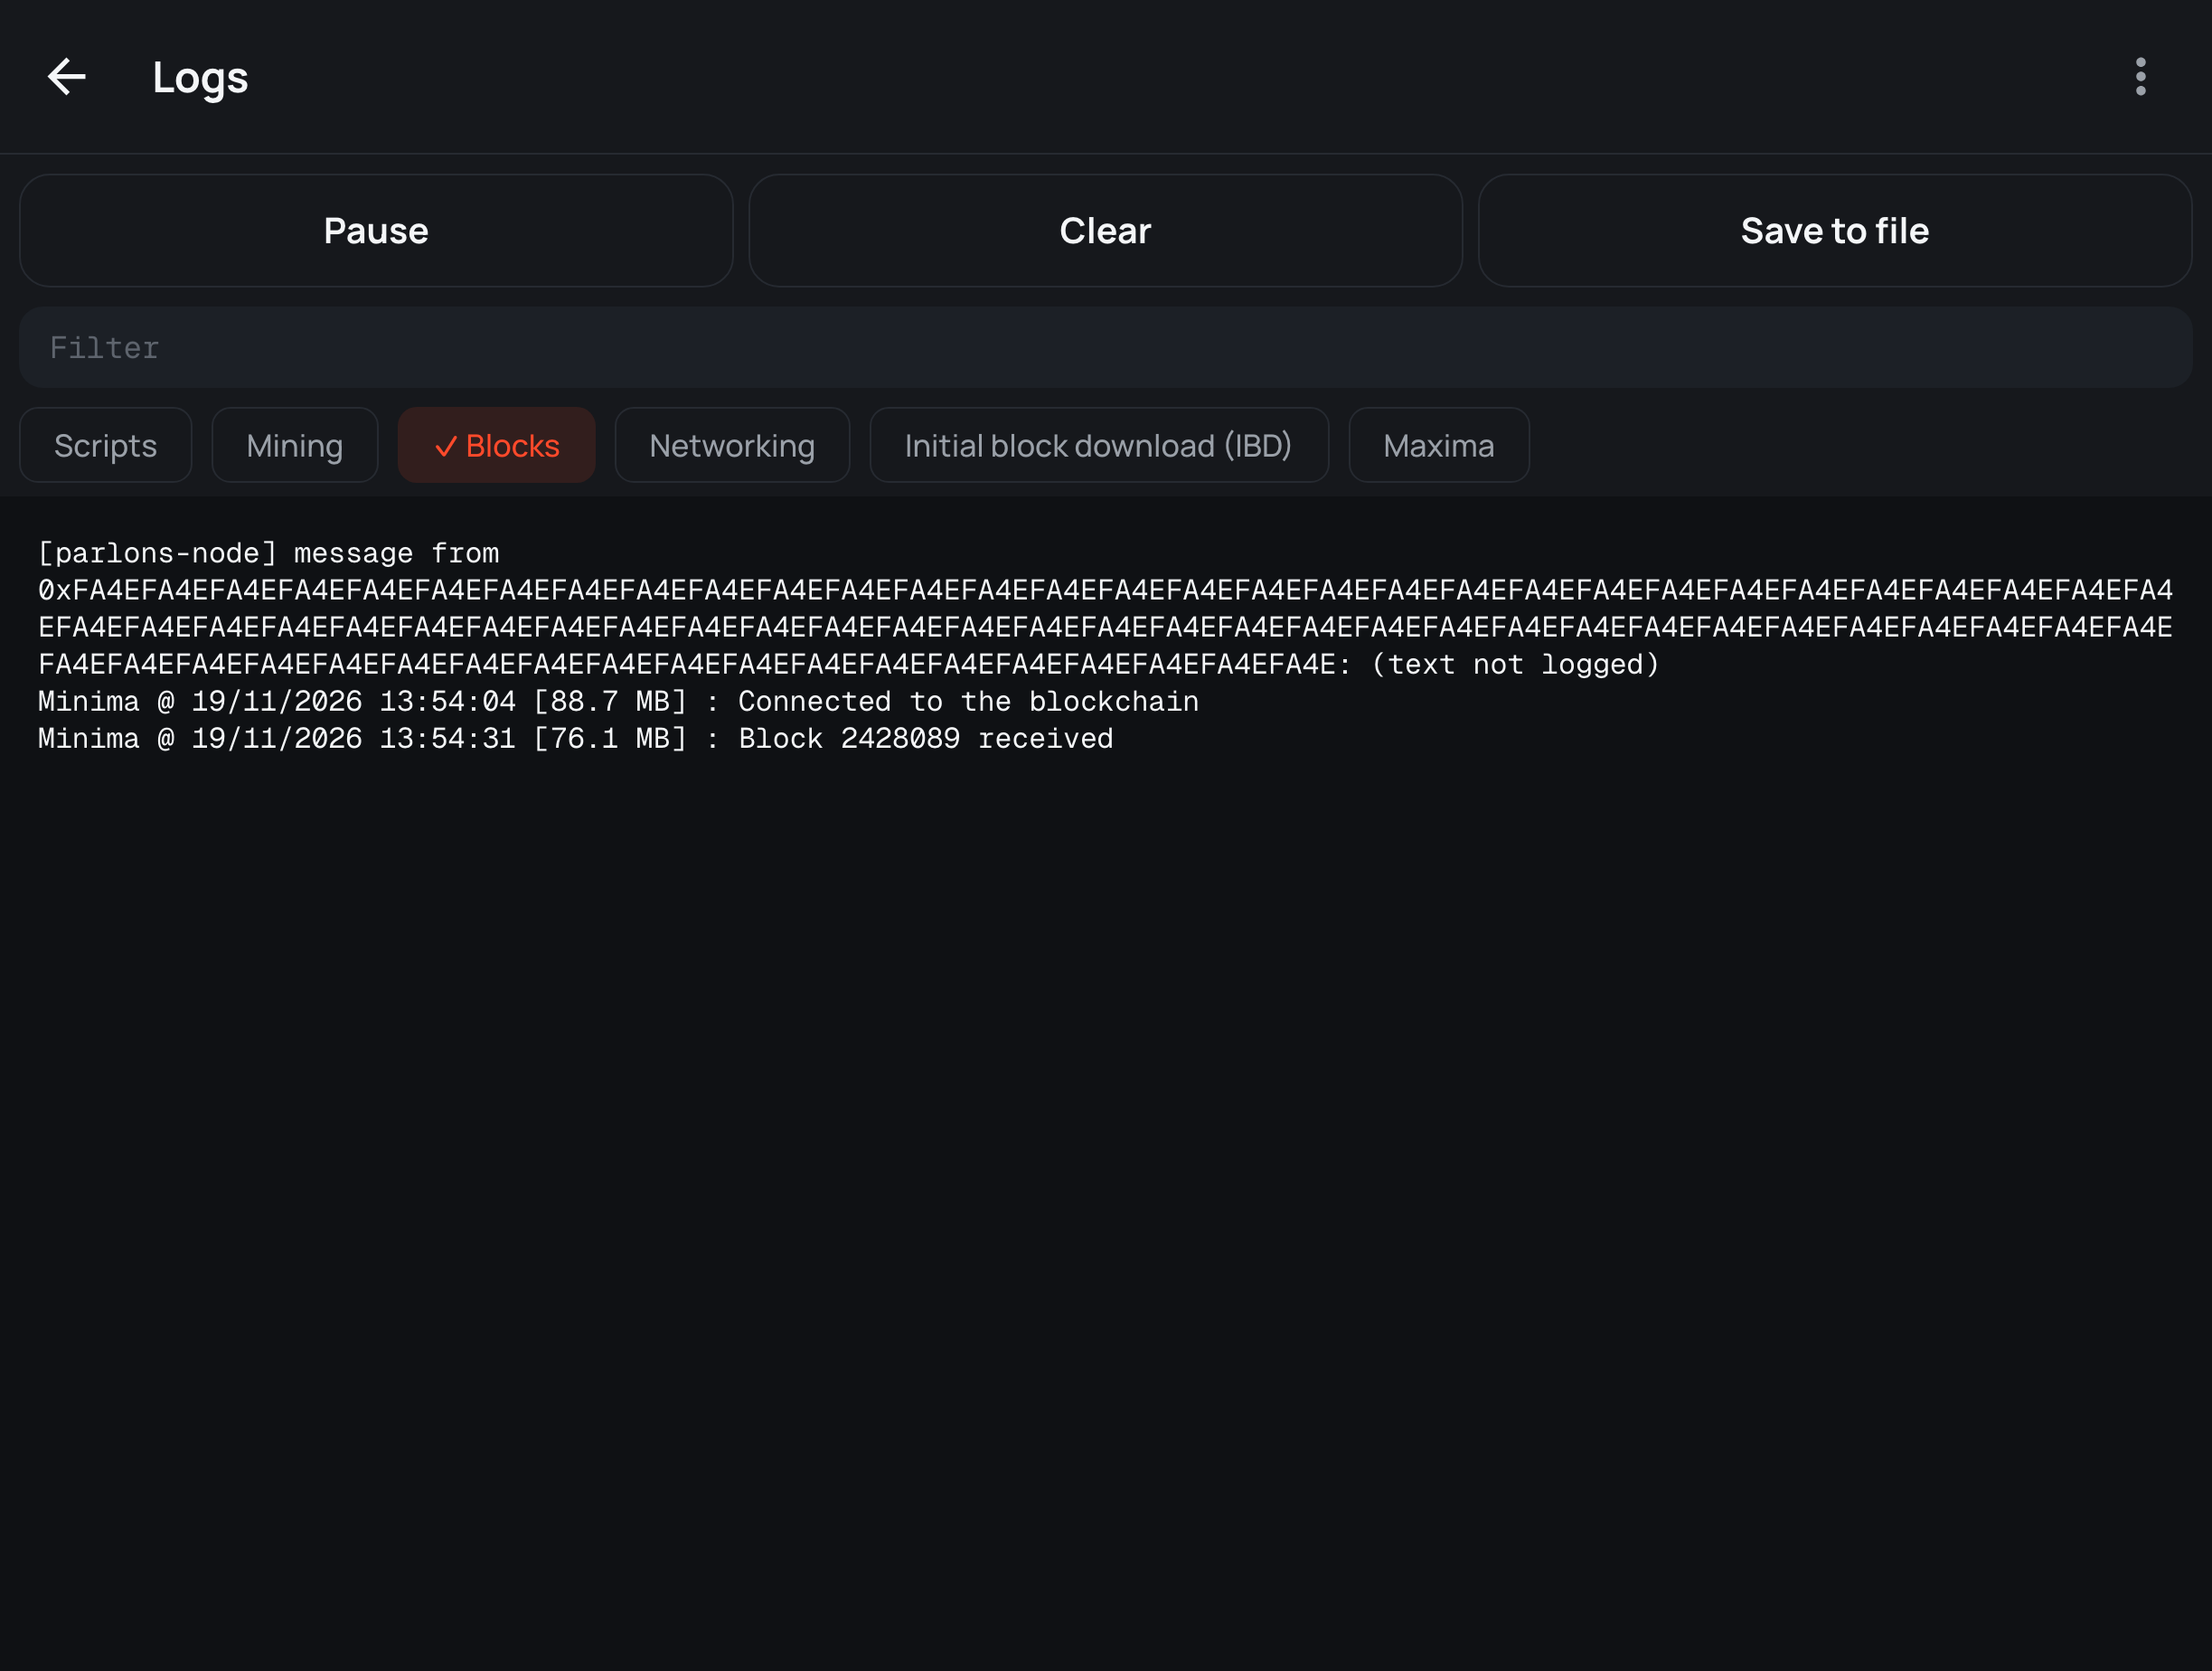 Logs
Pause
Clear
Save to file
Filter
Scripts
Mining
✓ Blocks
Networking
Initial block download (IBD)
Maxima
[parlons-node] message from
0xFA4EFA4EFA4EFA4EFA4EFA4EFA4EFA4EFA4EFA4EFA4EFA4EFA4EFA4EFA4EFA4EFA4EFA4EFA4EFA4EFA4EFA4EFA4EFA4EFA4EFA4EFA4EFA4EFA4EFA4EFA4
EFA4EFA4EFA4EFA4EFA4EFA4EFA4EFA4EFA4EFA4EFA4EFA4EFA4EFA4EFA4EFA4EFA4EFA4EFA4EFA4EFA4EFA4EFA4EFA4EFA4EFA4EFA4EFA4EFA4EFA4EFA4E
FA4EFA4EFA4EFA4EFA4EFA4EFA4EFA4EFA4EFA4EFA4EFA4EFA4EFA4EFA4EFA4EFA4EFA4EFA4E: (text not logged)
Minima @ 19/11/2026 13:54:04 [88.7 MB] : Connected to the blockchain
Minima @ 19/11/2026 13:54:31 [76.1 MB] : Block 2428089 received